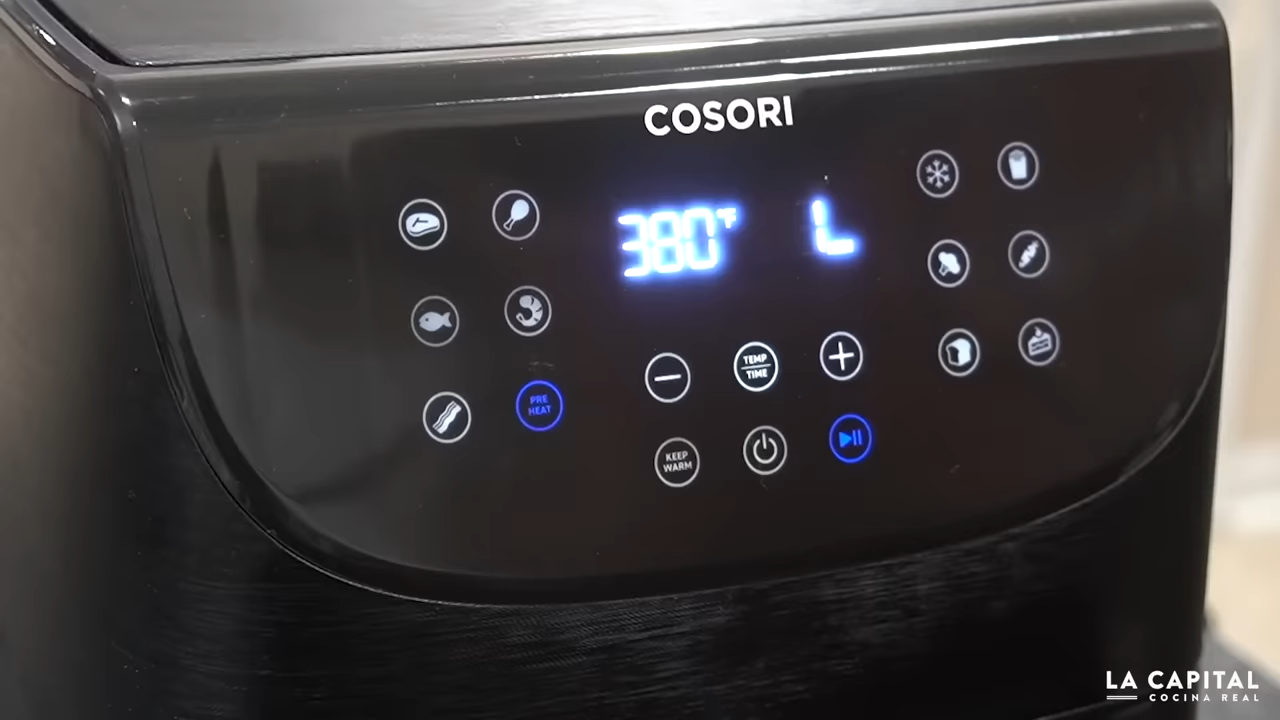 COSORI
380°F
L
PRE
HEAT
TEMP
TIME
KEEP
WARM
LA CAPITAL
COCINA REAL